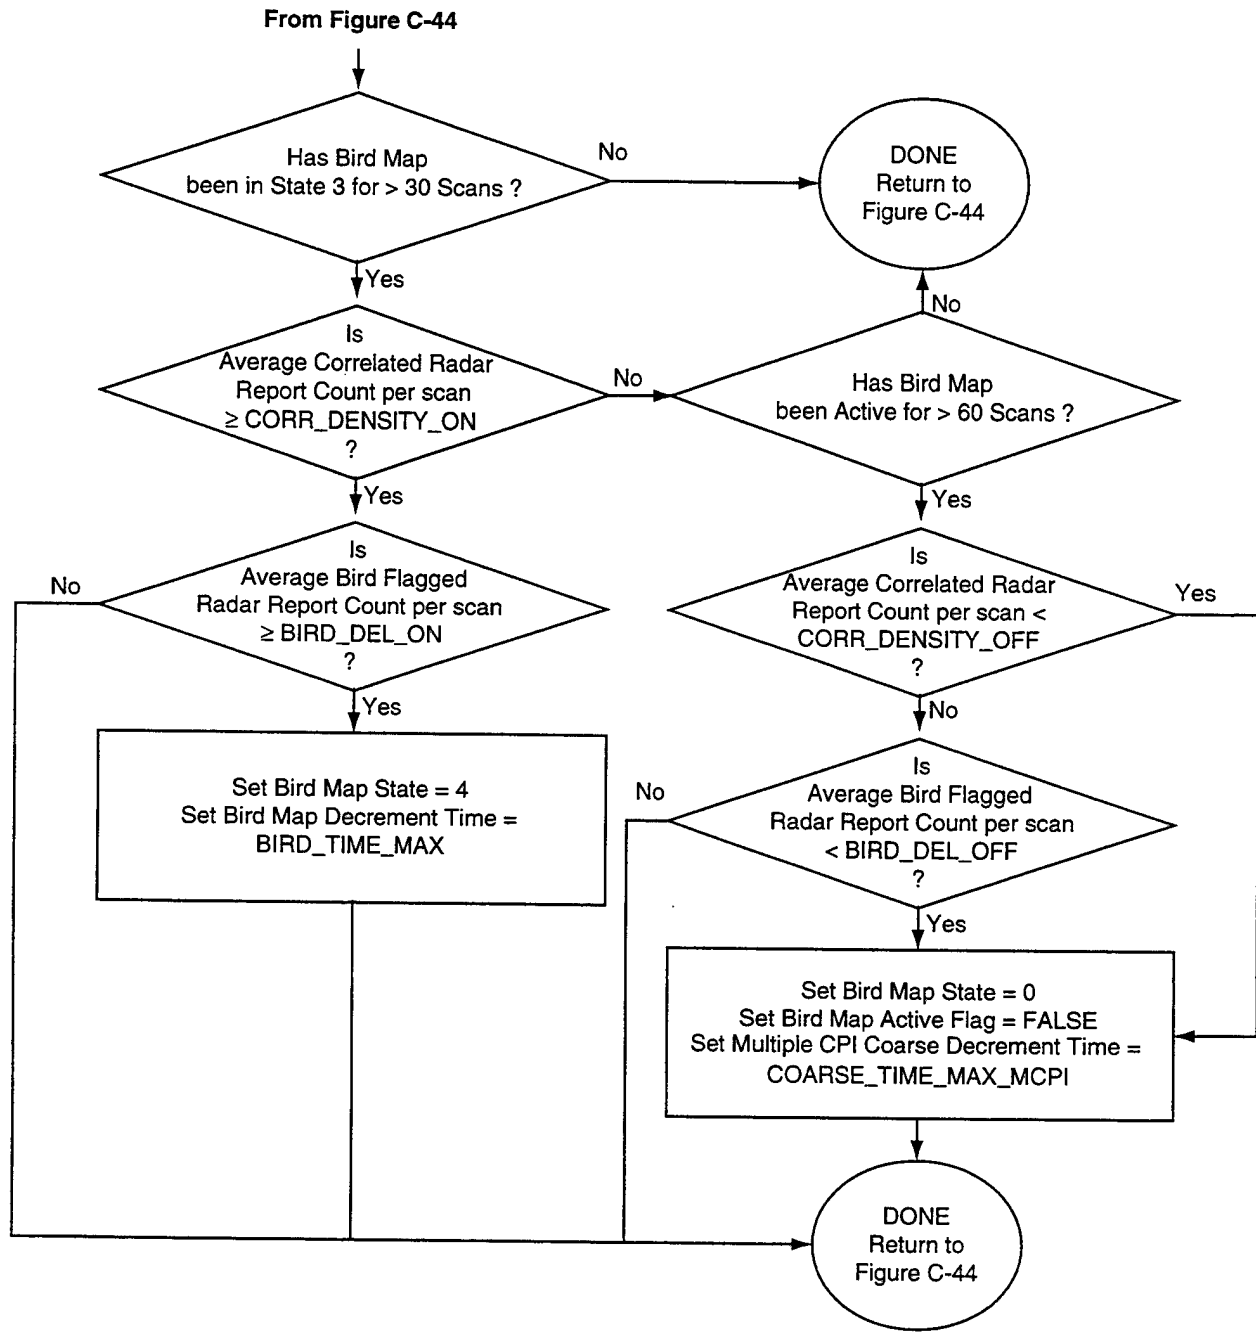 From Figure C-44
Has Bird Map
been in State 3 for > 30 Scans ?
No
DONE
Return to
Figure C-44
Yes
Is
Average Correlated Radar
Report Count per scan
≥ CORR_DENSITY_ON
?
No
No
Has Bird Map
been Active for > 60 Scans ?
Yes
Yes
Is
Average Bird Flagged
Radar Report Count per scan
≥ BIRD_DEL_ON
?
No
Is
Average Correlated Radar
Report Count per scan <
CORR_DENSITY_OFF
?
Yes
Yes
No
Set Bird Map State = 4
Set Bird Map Decrement Time =
BIRD_TIME_MAX
No
Is
Average Bird Flagged
Radar Report Count per scan
< BIRD_DEL_OFF
?
Yes
Set Bird Map State = 0
Set Bird Map Active Flag = FALSE
Set Multiple CPI Coarse Decrement Time =
COARSE_TIME_MAX_MCPI
DONE
Return to
Figure C-44